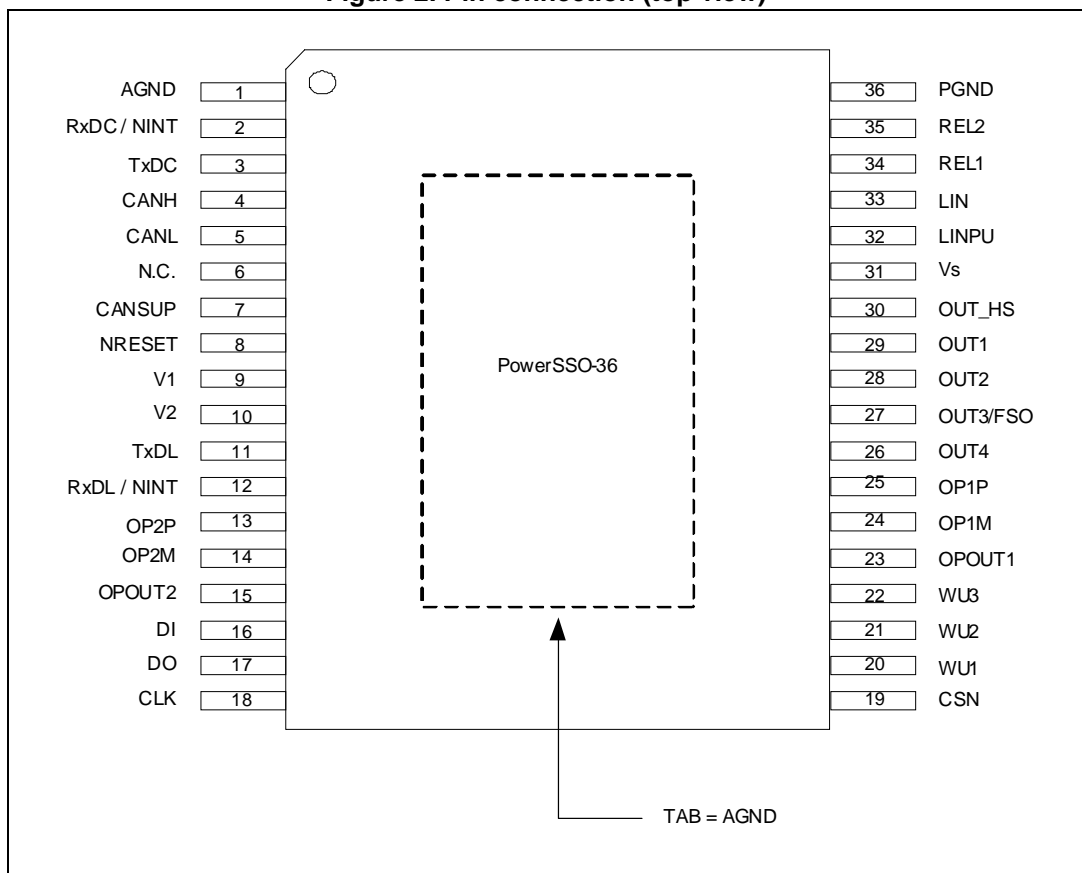 Figure 2. Pin connection (top view)
AGND 1 36 PGND
RxDC / NINT 2 35 REL2
TxDC 3 34 REL1
CANH 4 33 LIN
CANL 5 32 LINPU
N.C. 6 31 Vs
CANSUP 7 30 OUT_HS
NRESET 8 29 OUT1
PowerSSO-36
V1 9 28 OUT2
V2 10 27 OUT3/FSO
TxDL 11 26 OUT4
RxDL / NINT 12 25 OP1P
OP2P 13 24 OP1M
OP2M 14 23 OPOUT1
OPOUT2 15 22 WU3
DI 16 21 WU2
DO 17 20 WU1
CLK 18 19 CSN
TAB = AGND